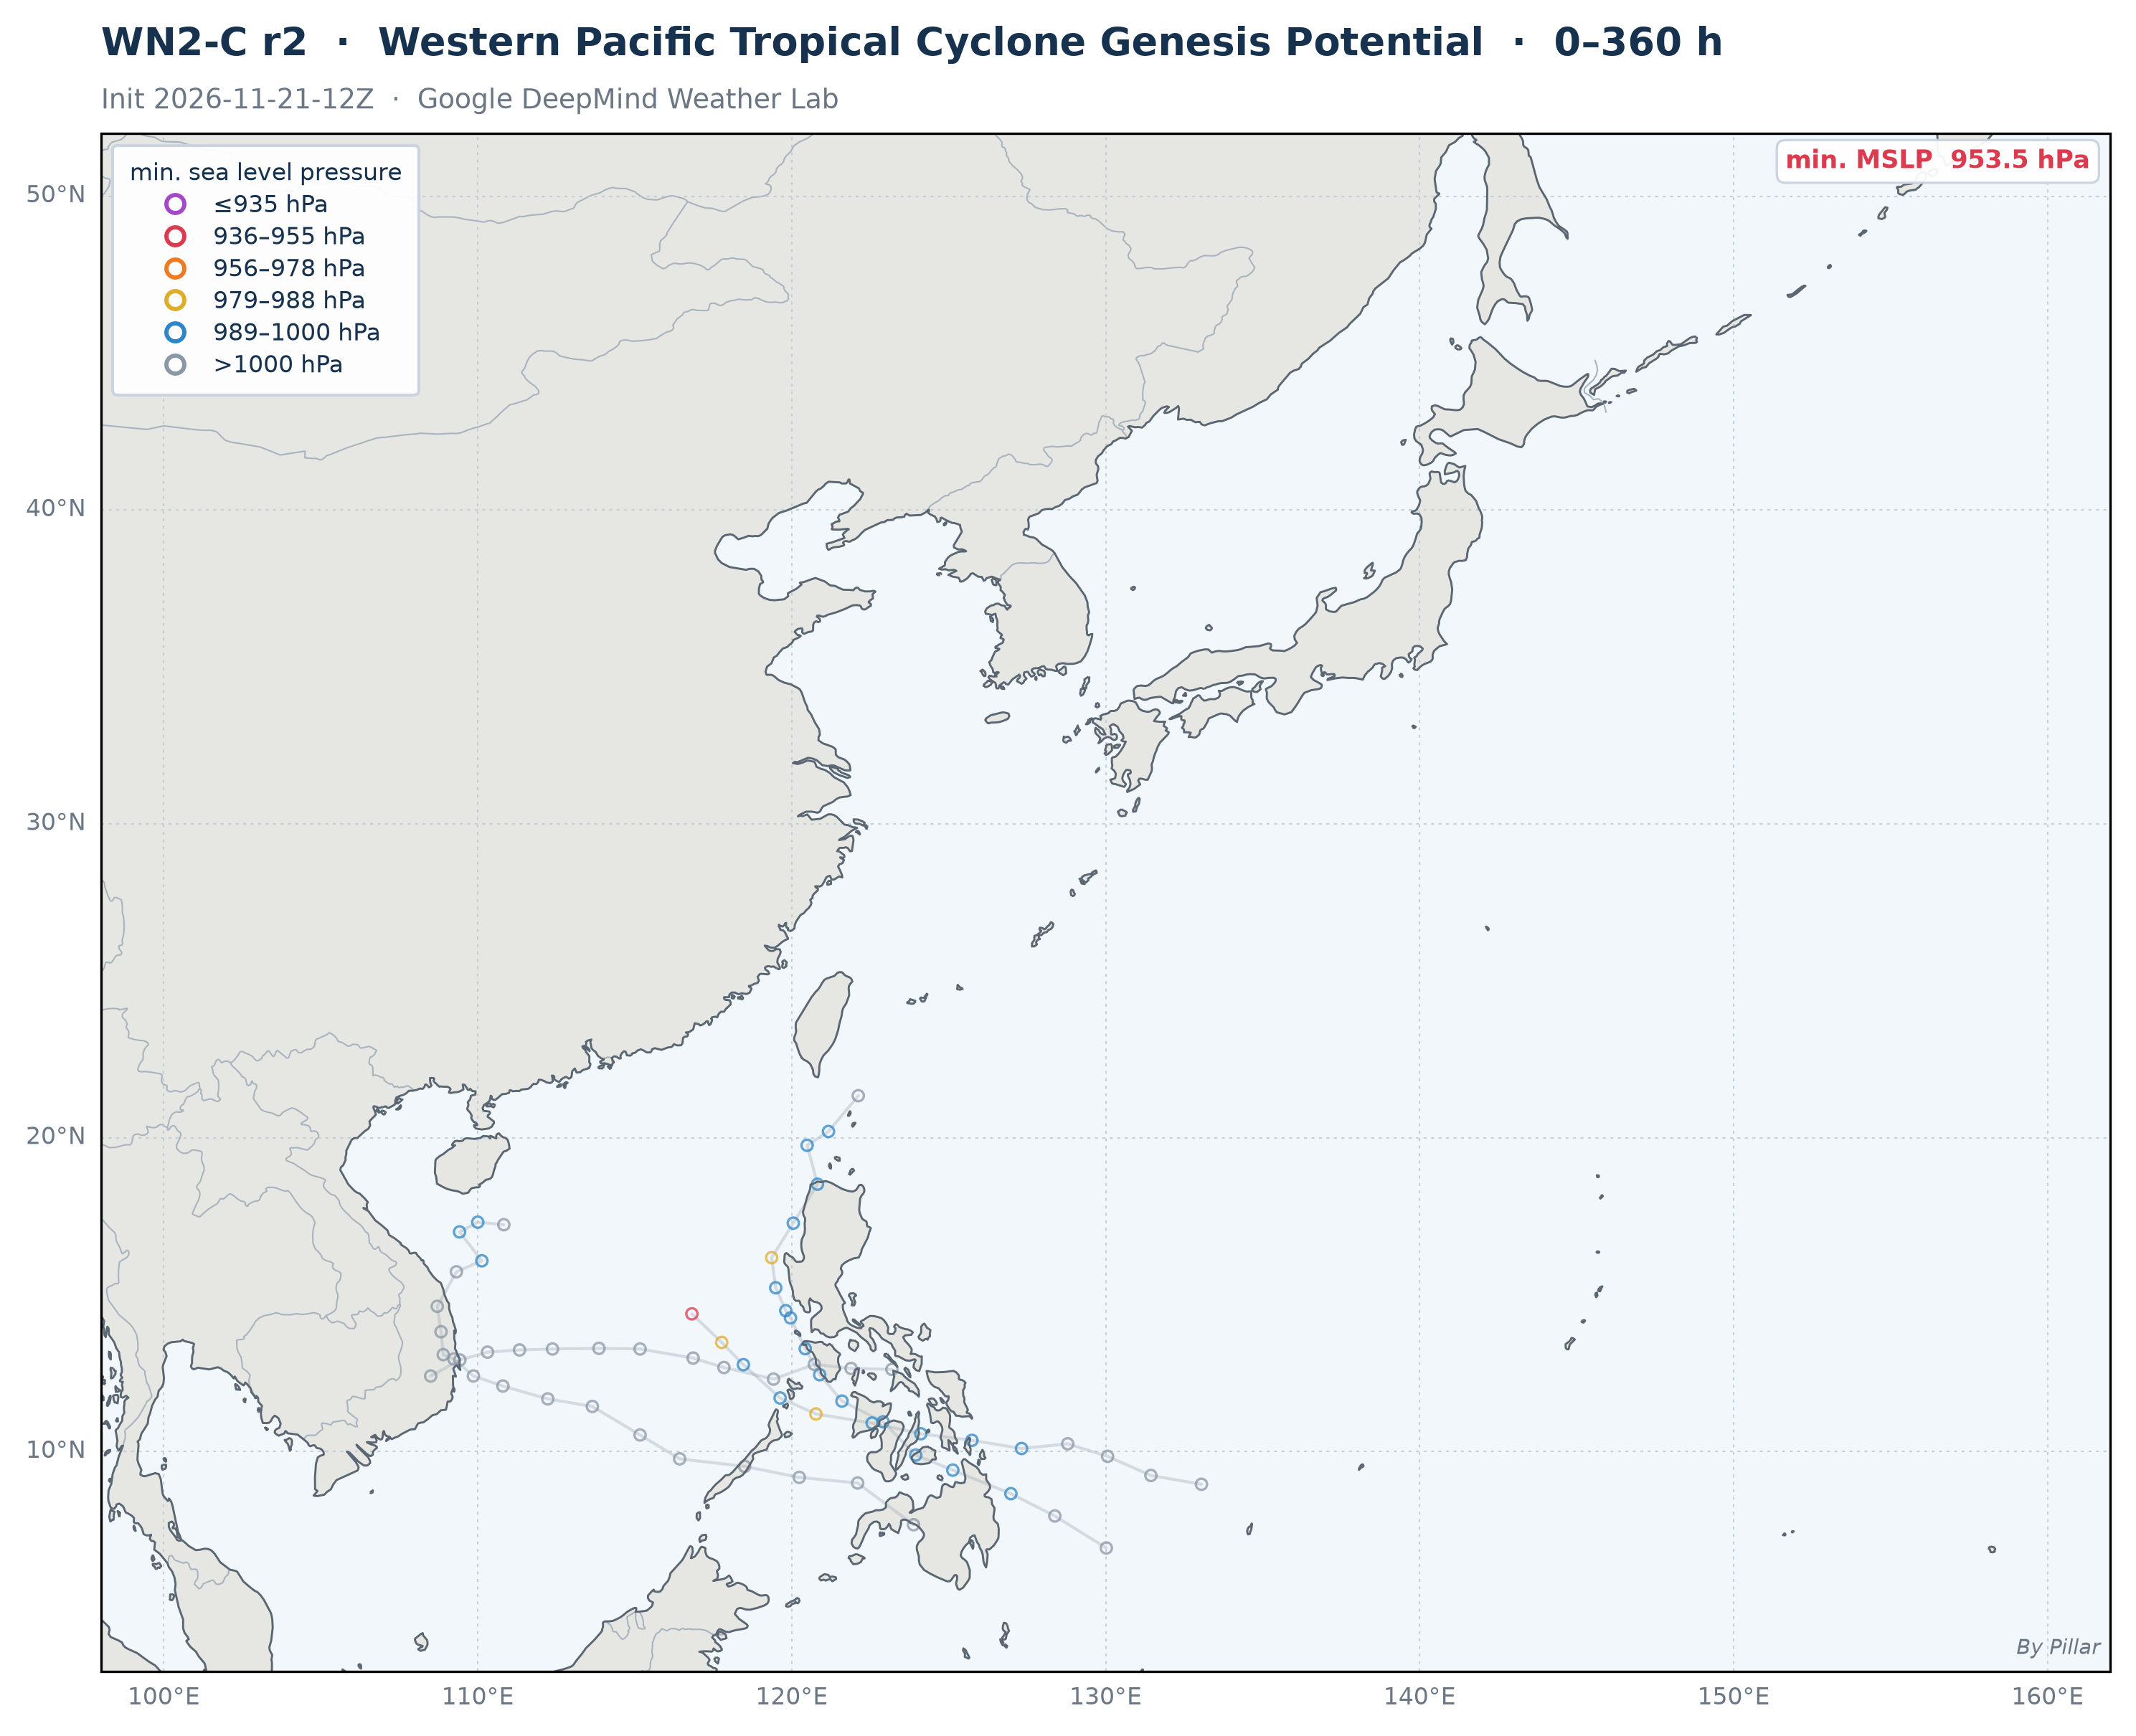 WN2-C r2 · Western Pacific Tropical Cyclone Genesis Potential · 0–360 h
Init 2026-11-21-12Z · Google DeepMind Weather Lab
min. sea level pressure
≤935 hPa
936–955 hPa
956–978 hPa
979–988 hPa
989–1000 hPa
>1000 hPa
min. MSLP 953.5 hPa
50°N
40°N
30°N
20°N
10°N
By Pillar
100°E 110°E 120°E 130°E 140°E 150°E 160°E